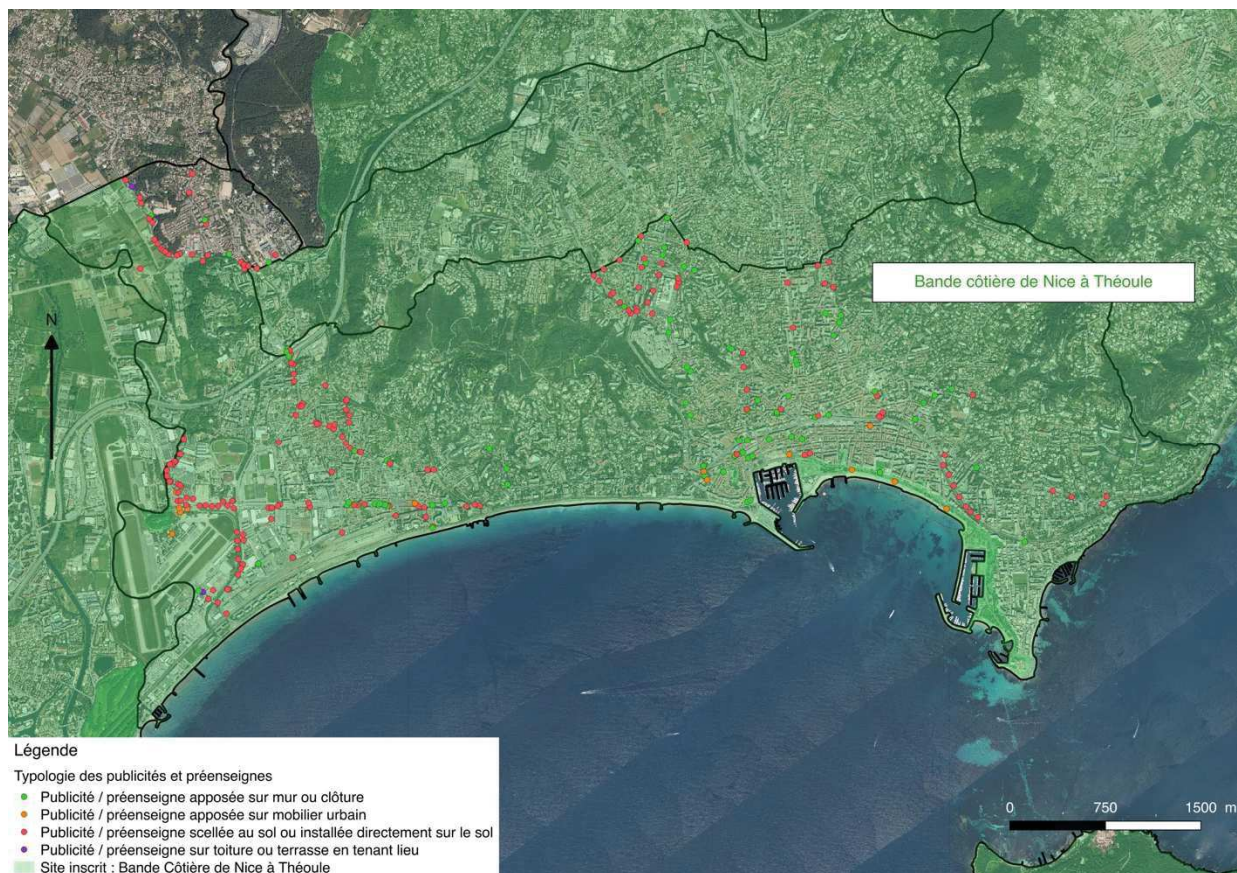 Bande côtière de Nice à Théoule
N
Légende
Typologie des publicités et préenseignes
Publicité / préenseigne apposée sur mur ou clôture
Publicité / préenseigne apposée sur mobilier urbain
Publicité / préenseigne scellée au sol ou installée directement sur le sol
Publicité / préenseigne sur toiture ou terrasse en tenant lieu
Site inscrit : Bande Côtière de Nice à Théoule
0 750 1500 m